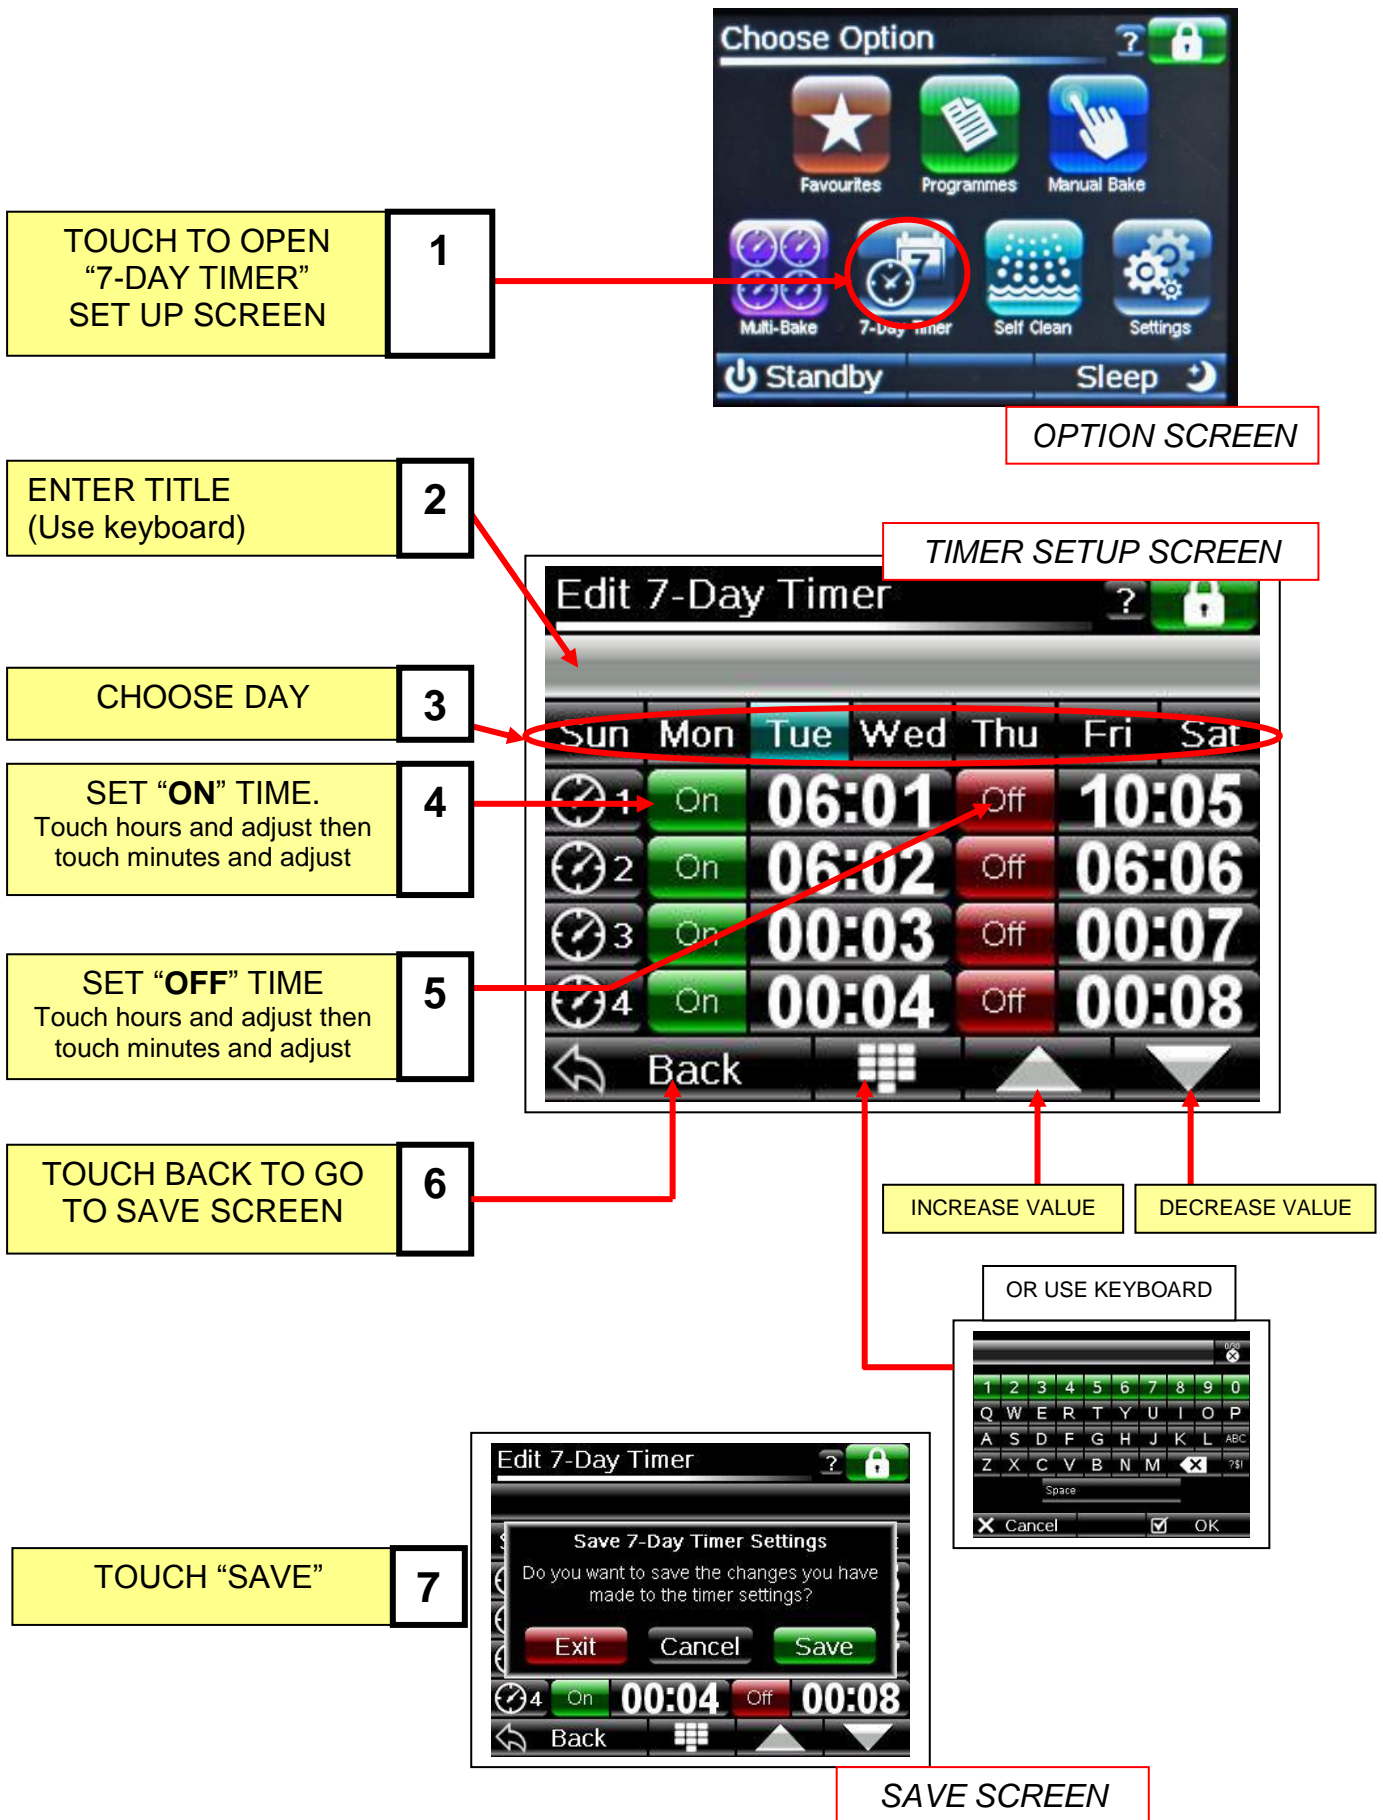 Choose Option
?
Favourites
Programmes
Manual Bake
TOUCH TO OPEN
“7-DAY TIMER”
SET UP SCREEN
1
7
Multi-Bake
7-Day Timer
Self Clean
Settings
Standby
Sleep
OPTION SCREEN
ENTER TITLE
(Use keyboard)
2
TIMER SETUP SCREEN
Edit 7-Day Timer
?
CHOOSE DAY
3
Sun Mon Tue Wed Thu Fri Sat
SET “ON” TIME.
Touch hours and adjust then
touch minutes and adjust
4
1 On 06:01 Off 10:05
2 On 06:02 Off 06:06
3 On 00:03 Off 00:07
4 On 00:04 Off 00:08
SET “OFF” TIME
Touch hours and adjust then
touch minutes and adjust
5
Back
TOUCH BACK TO GO
TO SAVE SCREEN
6
INCREASE VALUE
DECREASE VALUE
OR USE KEYBOARD
0/30
1 2 3 4 5 6 7 8 9 0
Q W E R T Y U I O P
A S D F G H J K L ABC
Z X C V B N M ?$!
Space
Cancel
OK
TOUCH “SAVE”
7
Edit 7-Day Timer
?
Save 7-Day Timer Settings
Do you want to save the changes you have
made to the timer settings?
Exit
Cancel
Save
4 On 00:04 Off 00:08
Back
SAVE SCREEN